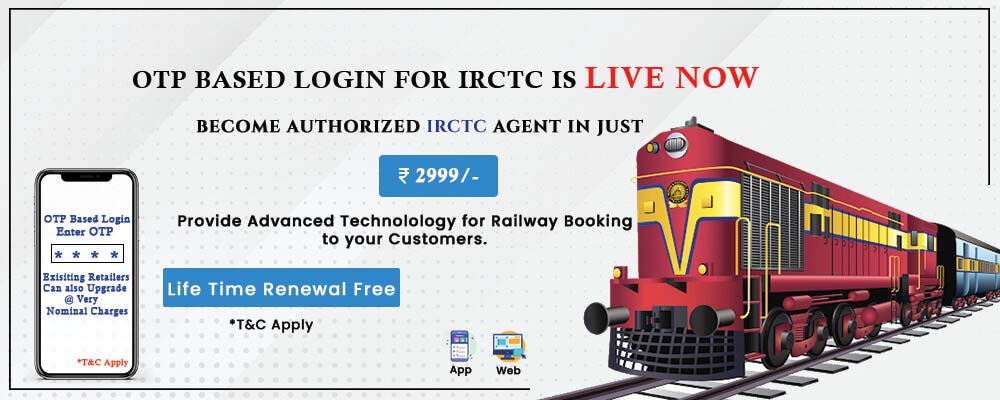 OTP BASED LOGIN FOR IRCTC IS LIVE NOW
BECOME AUTHORIZED IRCTC AGENT IN JUST
₹ 2999/-
Provide Advanced Technolology for Railway Booking
to your Customers.
Life Time Renewal Free
*T&C Apply
OTP Based Login
Enter OTP
* * * *
Exisiting Retailers
Can also Upgrade
@ Very
Nominal Charges
*T&C Apply
App
Web